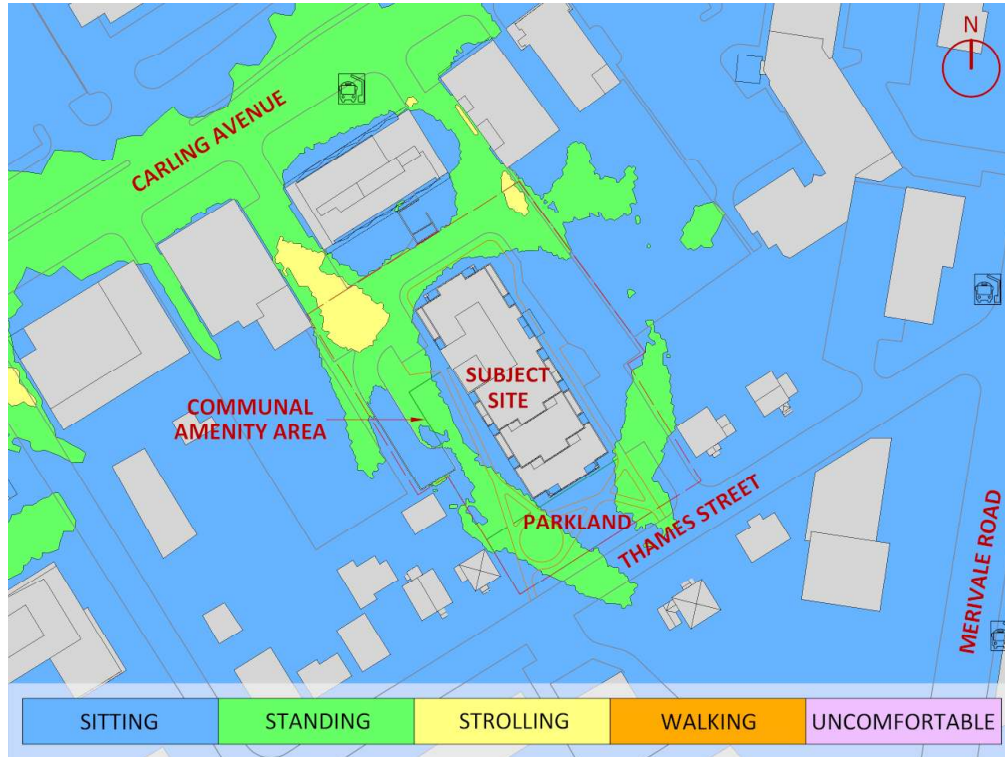 N
CARLING AVENUE
SUBJECT
SITE
COMMUNAL
AMENITY AREA
PARKLAND
THAMES STREET
MERIVALE ROAD
SITTING
STANDING
STROLLING
WALKING
UNCOMFORTABLE